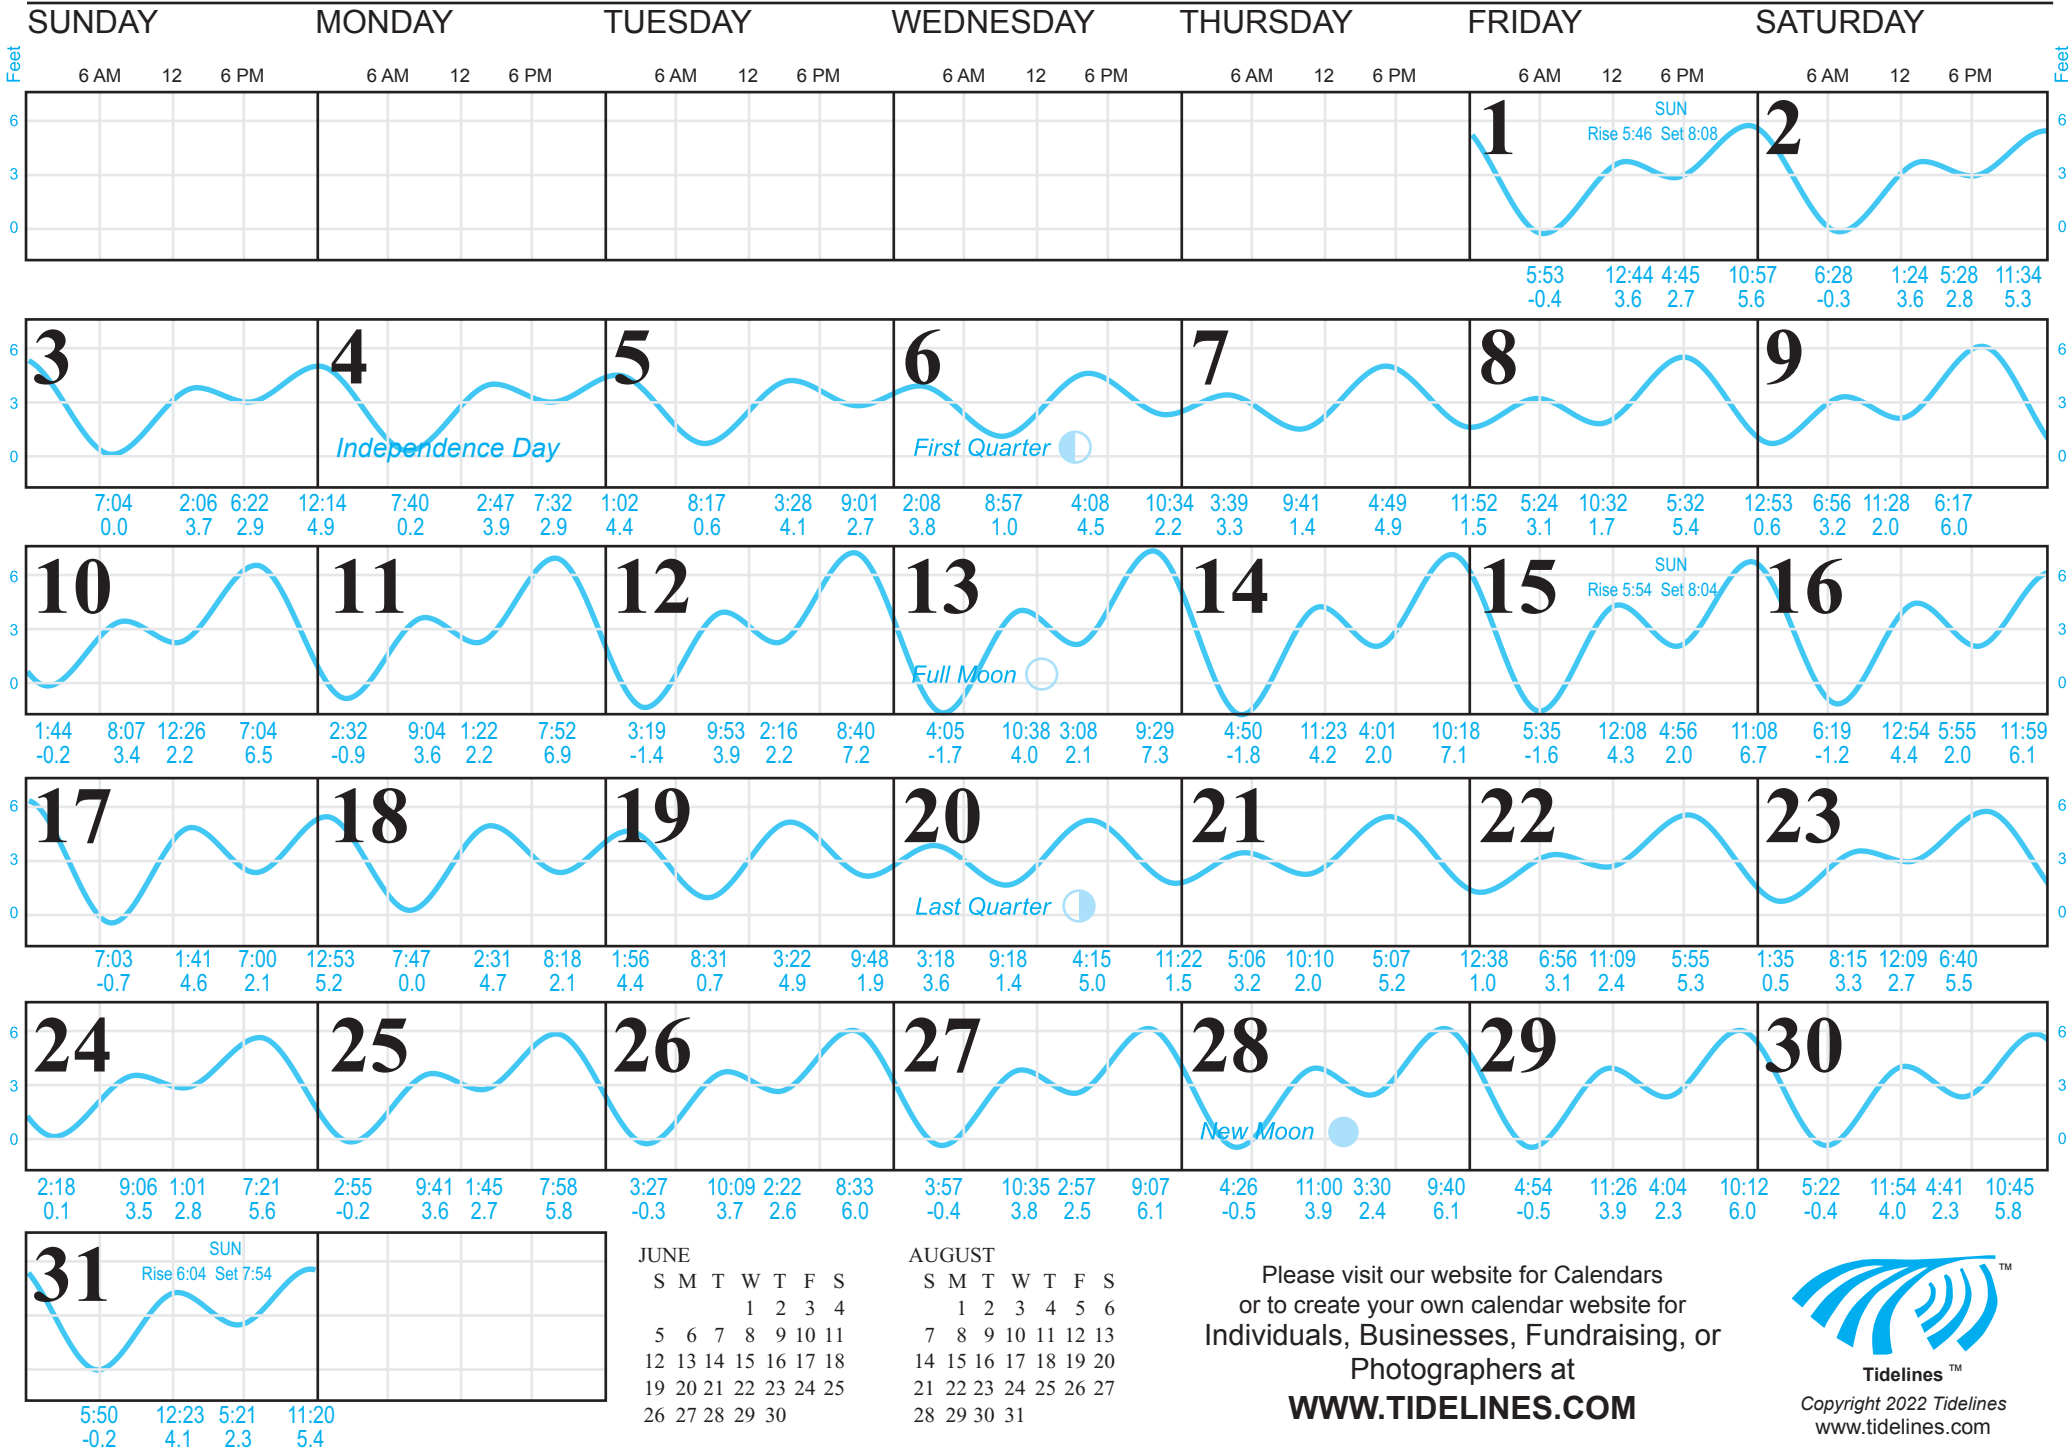 SUNDAY MONDAY TUESDAY WEDNESDAY THURSDAY FRIDAY SATURDAY
Feet 6 AM 12 6 PM 6 AM 12 6 PM 6 AM 12 6 PM 6 AM 12 6 PM 6 AM 12 6 PM 6 AM 12 6 PM 6 AM 12 6 PM Feet
1 2
SUN
Rise 5:46 Set 8:08
6 6
3 3
0 0
5:53 12:44 4:45 10:57 6:28 1:24 5:28 11:34
-0.4 3.6 2.7 5.6 -0.3 3.6 2.8 5.3
3 4 5 6 7 8 9
6 6
3 3
Independence Day First Quarter
0 0
7:04 2:06 6:22 12:14 7:40 2:47 7:32 1:02 8:17 3:28 9:01 2:08 8:57 4:08 10:34 3:39 9:41 4:49 11:52 5:24 10:32 5:32 12:53 6:56 11:28 6:17
0.0 3.7 2.9 4.9 0.2 3.9 2.9 4.4 0.6 4.1 2.7 3.8 1.0 4.5 2.2 3.3 1.4 4.9 1.5 3.1 1.7 5.4 0.6 3.2 2.0 6.0
10 11 12 13 14 15 16
SUN
Rise 5:54 Set 8:04
6 6
3 3
Full Moon
0 0
1:44 8:07 12:26 7:04 2:32 9:04 1:22 7:52 3:19 9:53 2:16 8:40 4:05 10:38 3:08 9:29 4:50 11:23 4:01 10:18 5:35 12:08 4:56 11:08 6:19 12:54 5:55 11:59
-0.2 3.4 2.2 6.5 -0.9 3.6 2.2 6.9 -1.4 3.9 2.2 7.2 -1.7 4.0 2.1 7.3 -1.8 4.2 2.0 7.1 -1.6 4.3 2.0 6.7 -1.2 4.4 2.0 6.1
17 18 19 20 21 22 23
6 6
3 3
Last Quarter
0 0
7:03 1:41 7:00 12:53 7:47 2:31 8:18 1:56 8:31 3:22 9:48 3:18 9:18 4:15 11:22 5:06 10:10 5:07 12:38 6:56 11:09 5:55 1:35 8:15 12:09 6:40
-0.7 4.6 2.1 5.2 0.0 4.7 2.1 4.4 0.7 4.9 1.9 3.6 1.4 5.0 1.5 3.2 2.0 5.2 1.0 3.1 2.4 5.3 0.5 3.3 2.7 5.5
24 25 26 27 28 29 30
6 6
3 3
New Moon
0 0
2:18 9:06 1:01 7:21 2:55 9:41 1:45 7:58 3:27 10:09 2:22 8:33 3:57 10:35 2:57 9:07 4:26 11:00 3:30 9:40 4:54 11:26 4:04 10:12 5:22 11:54 4:41 10:45
0.1 3.5 2.8 5.6 -0.2 3.6 2.7 5.8 -0.3 3.7 2.6 6.0 -0.4 3.8 2.5 6.1 -0.5 3.9 2.4 6.1 -0.5 3.9 2.3 6.0 -0.4 4.0 2.3 5.8
31
SUN
Rise 6:04 Set 7:54
5:50 12:23 5:21 11:20
-0.2 4.1 2.3 5.4
JUNE
S M T W T F S
1 2 3 4
5 6 7 8 9 10 11
12 13 14 15 16 17 18
19 20 21 22 23 24 25
26 27 28 29 30
AUGUST
S M T W T F S
1 2 3 4 5 6
7 8 9 10 11 12 13
14 15 16 17 18 19 20
21 22 23 24 25 26 27
28 29 30 31
Please visit our website for Calendars
or to create your own calendar website for
Individuals, Businesses, Fundraising, or
Photographers at
WWW.TIDELINES.COM
™
Tidelines ™
Copyright 2022 Tidelines
www.tidelines.com